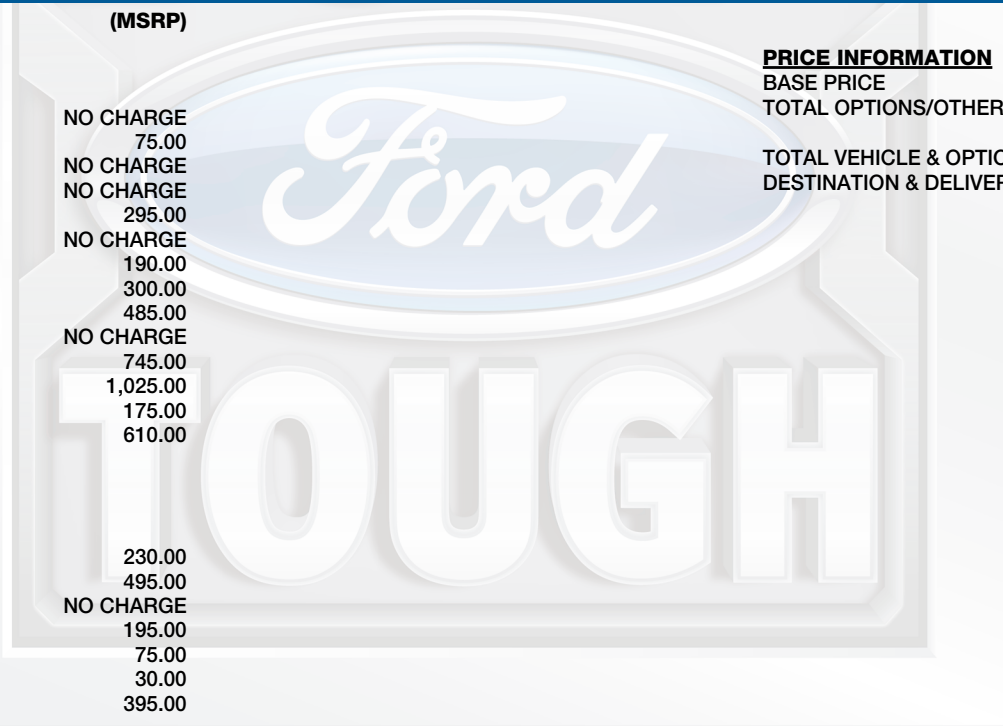 (MSRP)
NO CHARGE
75.00
NO CHARGE
NO CHARGE
295.00
NO CHARGE
190.00
300.00
485.00
NO CHARGE
745.00
1,025.00
175.00
610.00
230.00
495.00
NO CHARGE
195.00
75.00
30.00
395.00
PRICE INFORMATION
BASE PRICE
TOTAL OPTIONS/OTHER
TOTAL VEHICLE & OPTIO
DESTINATION & DELIVER
Ford
TOUGH